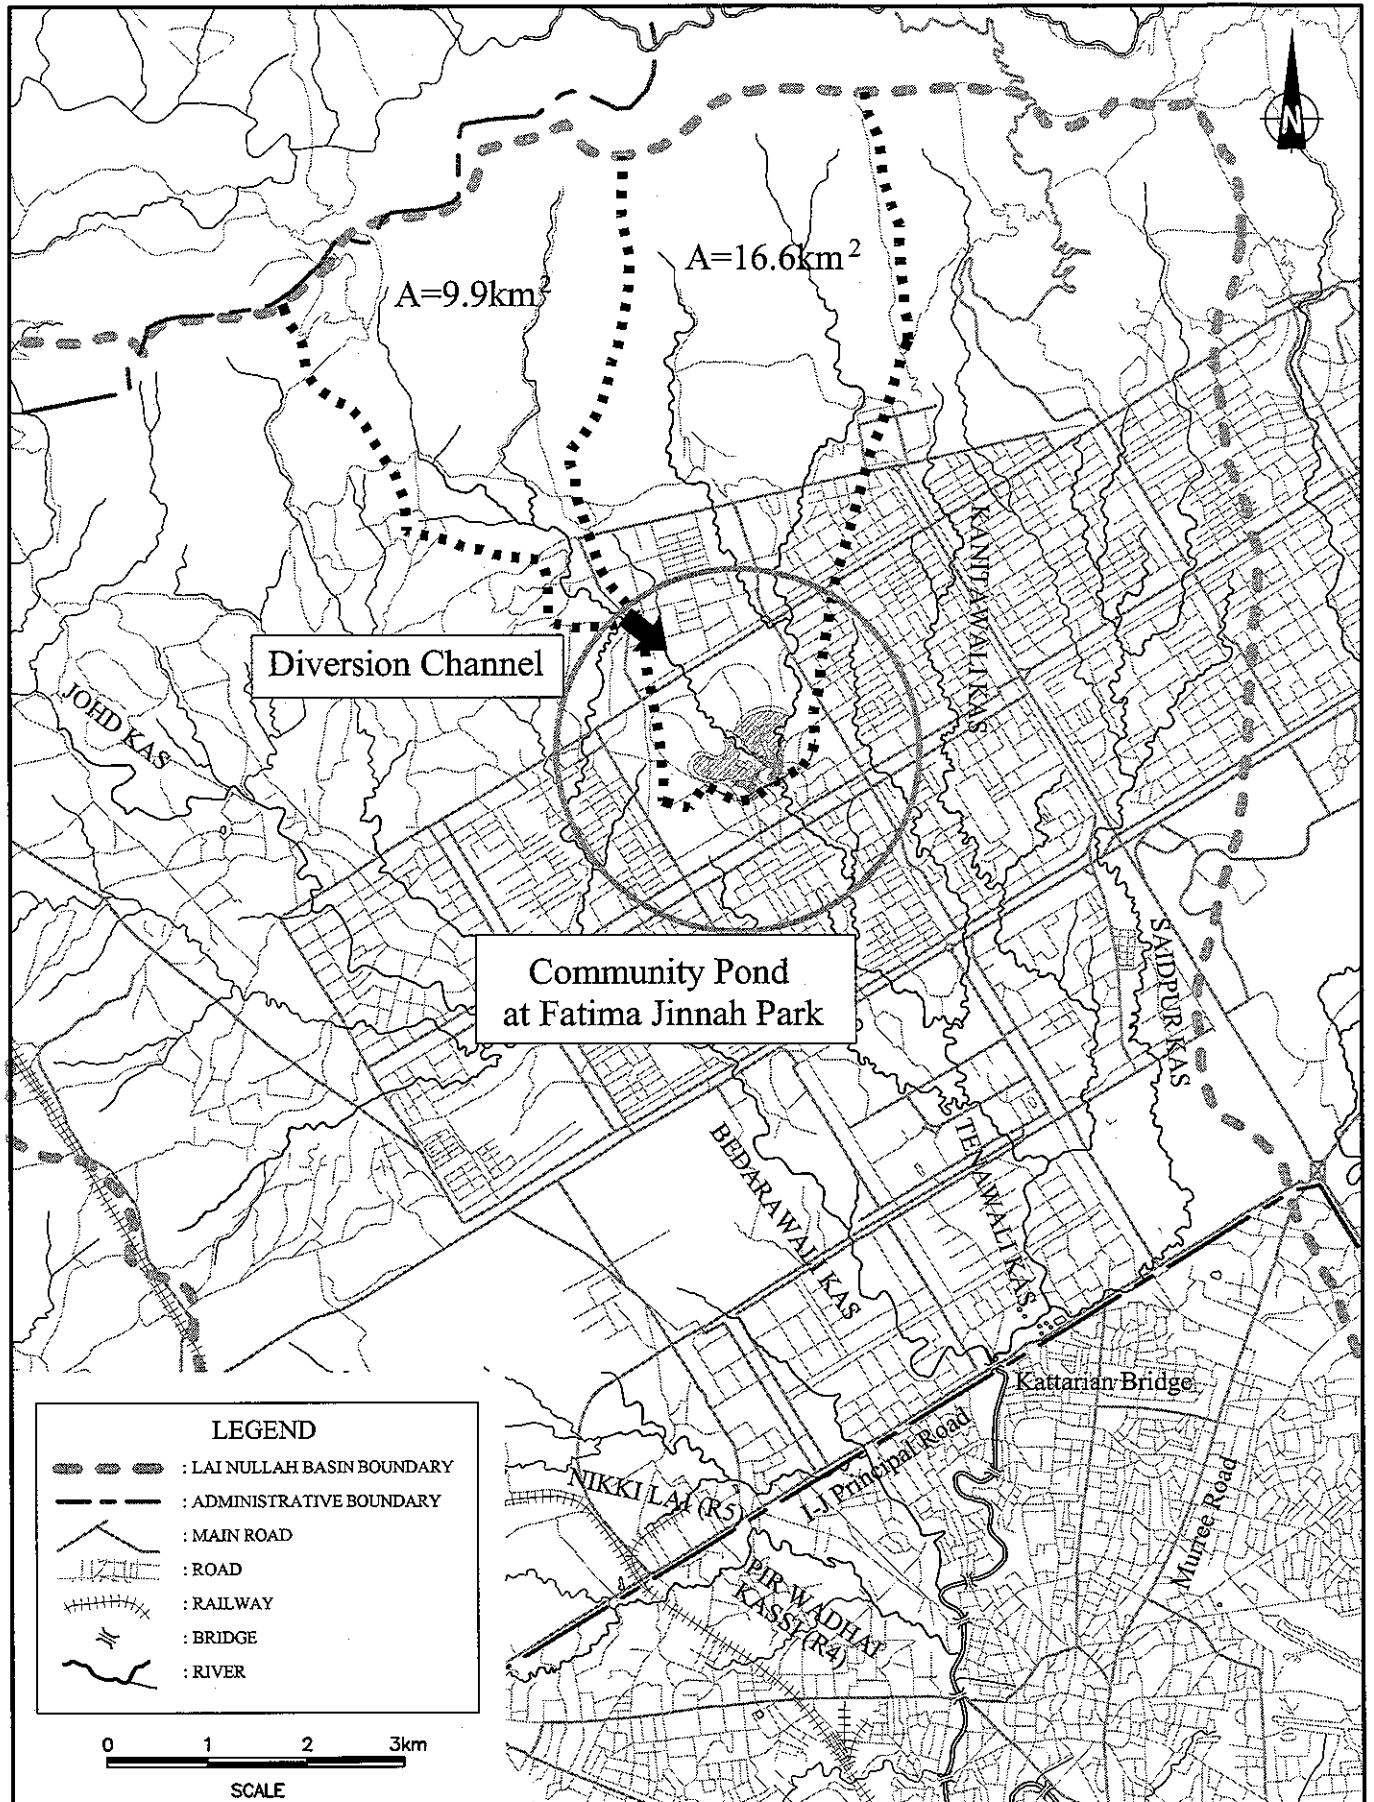 N
A=16.6km2
A=9.9km2
KANITAWALI KAS
Diversion Channel
JOHD KAS
Community Pond
at Fatima Jinnah Park
SAIDPUR KAS
BEDARAWALI KAS
TENAWALI KAS
Kattarian Bridge
I-J Principal Road
Murree Road
NIKKI LAI (R5)
PIR WADHAI
KASSI (R4)
LEGEND
: LAI NULLAH BASIN BOUNDARY
: ADMINISTRATIVE BOUNDARY
: MAIN ROAD
: ROAD
: RAILWAY
: BRIDGE
: RIVER
0 1 2 3km
SCALE